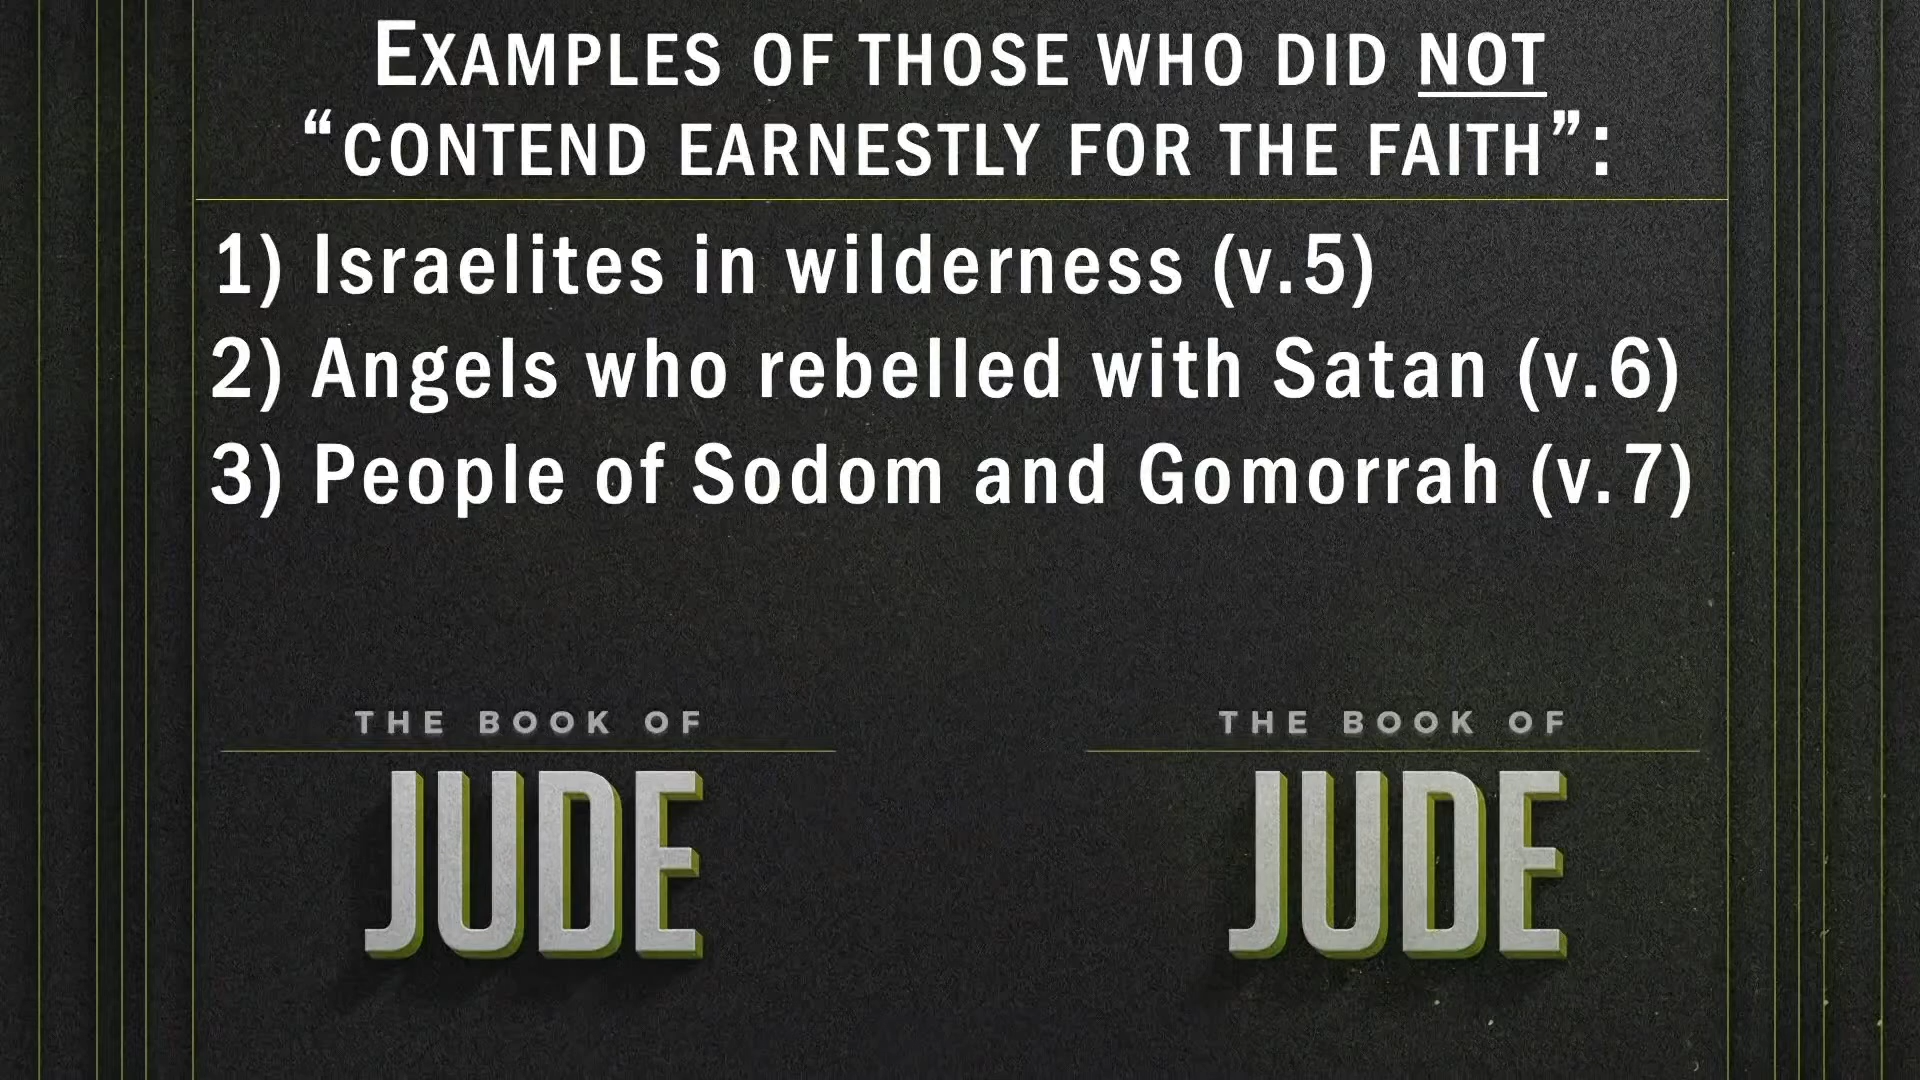 EXAMPLES OF THOSE WHO DID NOT
“CONTEND EARNESTLY FOR THE FAITH”:
1) Israelites in wilderness (v.5)
2) Angels who rebelled with Satan (v.6)
3) People of Sodom and Gomorrah (v.7)
THE BOOK OF
JUDE
THE BOOK OF
JUDE